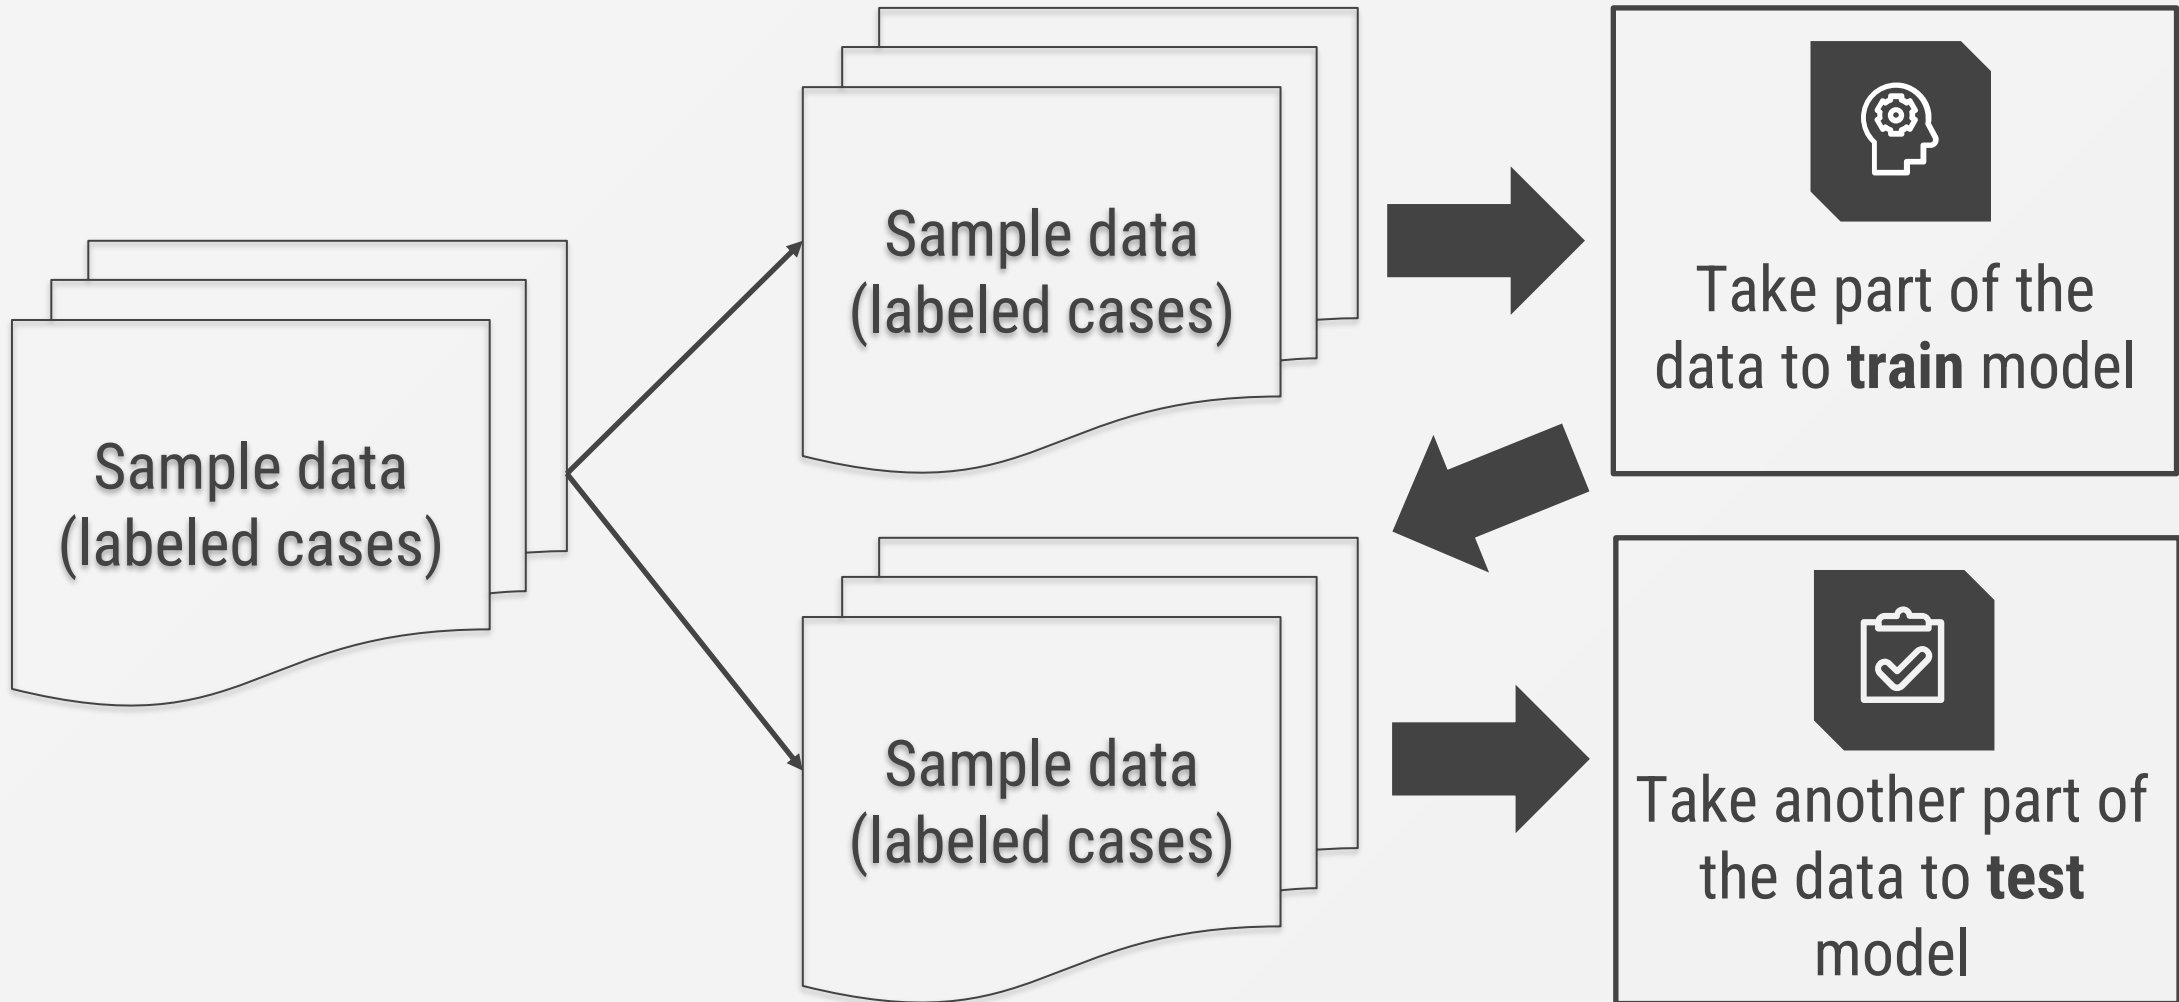 Sample data
(labeled cases)
Sample data
(labeled cases)
Take part of the
data to train model
Sample data
(labeled cases)
Take another part of
the data to test
model